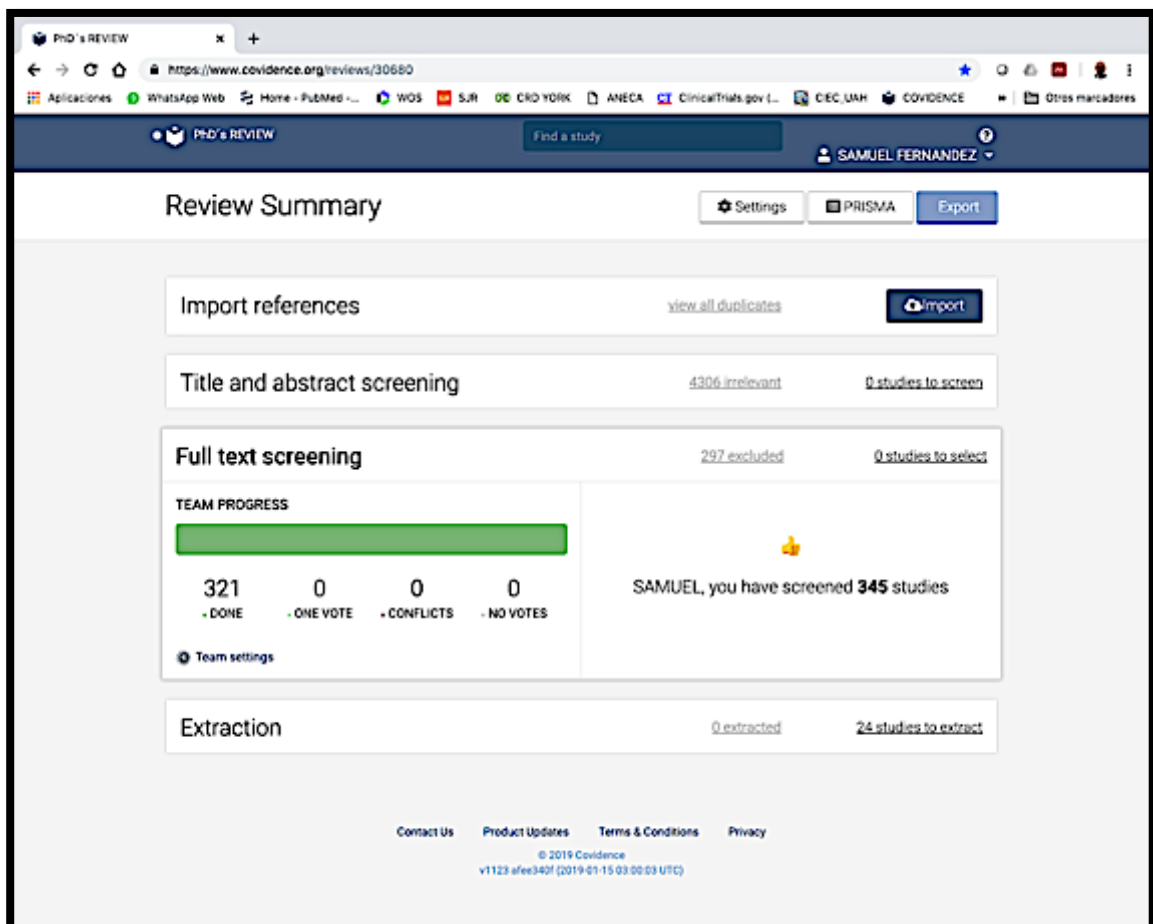 PhD's REVIEW
https://www.covidence.org/reviews/30680
Aplicaciones WhatsApp Web Home - PubMed -... WOS SJR CRD YORK ANECA CT ClinicalTrials.gov (... CIEC_UAH COVIDENCE Otros marcadores
PhD's REVIEW Find a study
SAMUEL FERNANDEZ
Review Summary Settings PRISMA Export
Import references view all duplicates Import
Title and abstract screening 4306 irrelevant 0 studies to screen
Full text screening 297 excluded 0 studies to select
TEAM PROGRESS
321 0 0 0
DONE ONE VOTE CONFLICTS NO VOTES
SAMUEL, you have screened 345 studies
Team settings
Extraction 0 extracted 24 studies to extract
Contact Us Product Updates Terms & Conditions Privacy
© 2019 Covidence
v1123 afee340f (2019-01-15 03:00:03 UTC)